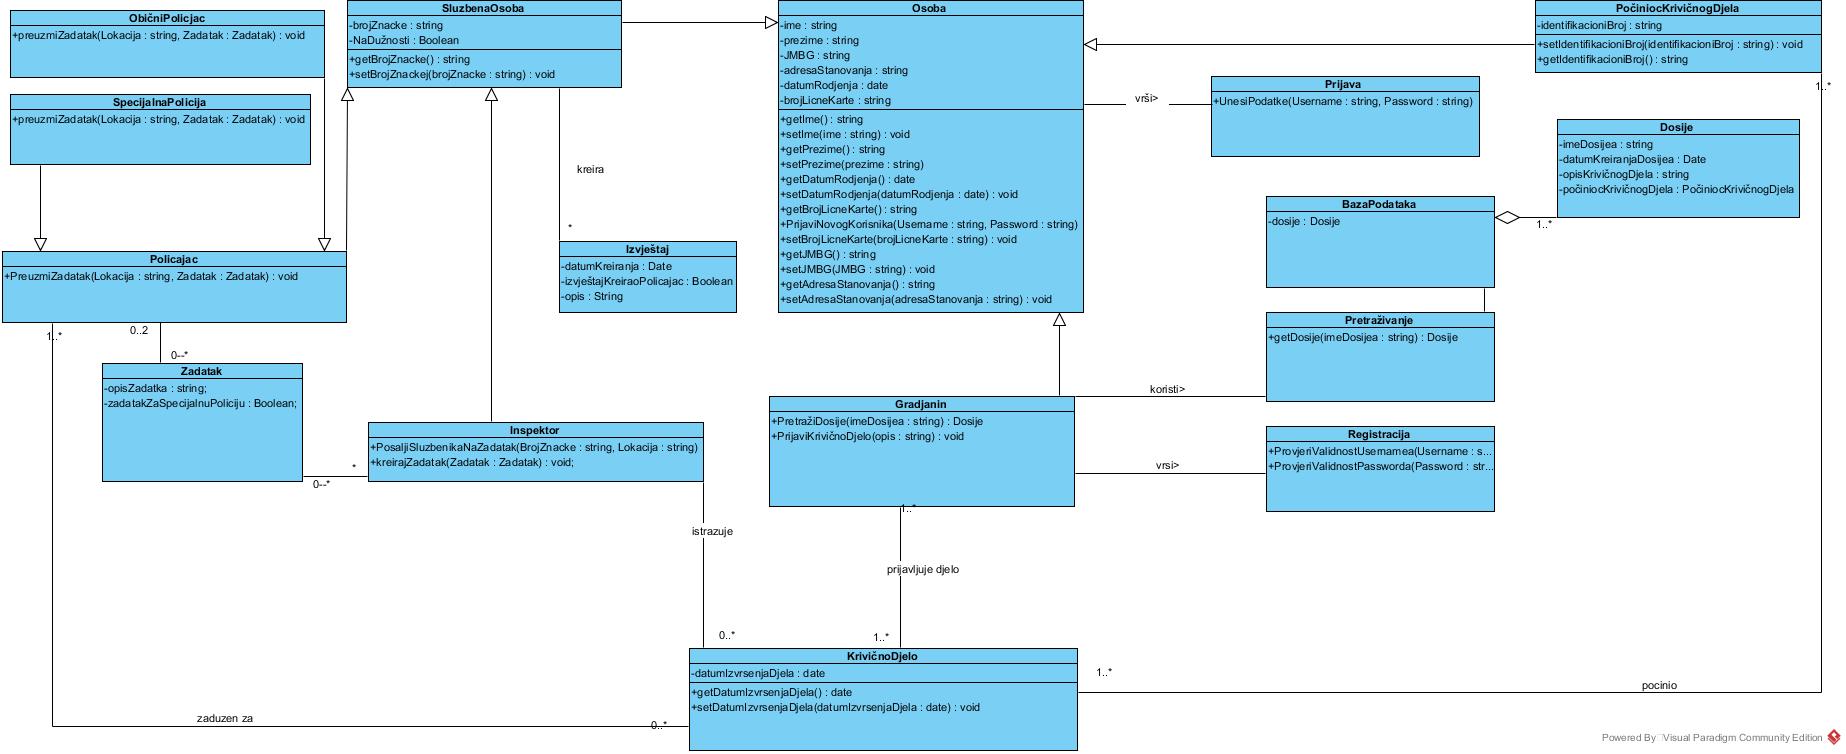 ObičniPolicjac
+preuzmiZadatak(Lokacija : string, Zadatak : Zadatak) : void
SpecijalnaPolicija
+preuzmiZadatak(Lokacija : string, Zadatak : Zadatak) : void
SluzbenaOsoba
-brojZnacke : string
-NaDužnosti : Boolean
+getBrojZnacke() : string
+setBrojZnackej(brojZnacke : string) : void
Osoba
-ime : string
-prezime : string
-JMBG : string
-adresaStanovanja : string
-datumRodjenja : date
-brojLicneKarte : string
+getIme() : string
+setIme(ime : string) : void
+getPrezime() : string
+setPrezime(prezime : string)
+getDatumRodjenja() : date
+setDatumRodjenja(datumRodjenja : date) : void
+getBrojLicneKarte() : string
+PrijaviNovogKorisnika(Username : string, Password : string)
+setBrojLicneKarte(brojLicneKarte : string) : void
+getJMBG() : string
+setJMBG(JMBG : string) : void
+getAdresaStanovanja() : string
+setAdresaStanovanja(adresaStanovanja : string) : void
PočiniocKrivičnogDjela
-identifikacioniBroj : string
+setIdentifikacioniBroj(identifikacioniBroj : string) : void
+getIdentifikacioniBroj() : string
1..*
vrši>
Prijava
+UnesiPodatke(Username : string, Password : string)
Dosije
-imeDosijea : string
-datumKreiranjaDosijea : Date
-opisKrivičnogDjela : string
-počiniocKrivičnogDjela : PočiniocKrivičnogDjela
1..*
BazaPodataka
-dosije : Dosije
kreira
*
Izvještaj
-datumKreiranja : Date
-izvještajKreiraoPolicajac : Boolean
-opis : String
Policajac
+PreuzmiZadatak(Lokacija : string, Zadatak : Zadatak) : void
1..*
0..2
0--*
Zadatak
-opisZadatka : string;
-zadatakZaSpecijalnuPoliciju : Boolean;
0--*
*
Inspektor
+PosaljiSluzbenikaNaZadatak(BrojZnacke : string, Lokacija : string)
+kreirajZadatak(Zadatak : Zadatak) : void;
Pretraživanje
+getDosije(imeDosijea : string) : Dosije
koristi>
Gradjanin
+PretražiDosije(imeDosijea : string) : Dosije
+PrijaviKrivičnoDjelo(opis : string) : void
vrsi>
Registracija
+ProvjeriValidnostUsernamea(Username : s...
+ProvjeriValidnostPassworda(Password : str...
1..*
istrazuje
prijavljuje djelo
0..*
1..*
KrivičnoDjelo
-datumIzvrsenjaDjela : date
+getDatumIzvrsenjaDjela() : date
+setDatumIzvrsenjaDjela(datumIzvrsenjaDjela : date) : void
1..*
pocinio
zaduzen za
0..*
Powered By Visual Paradigm Community Edition